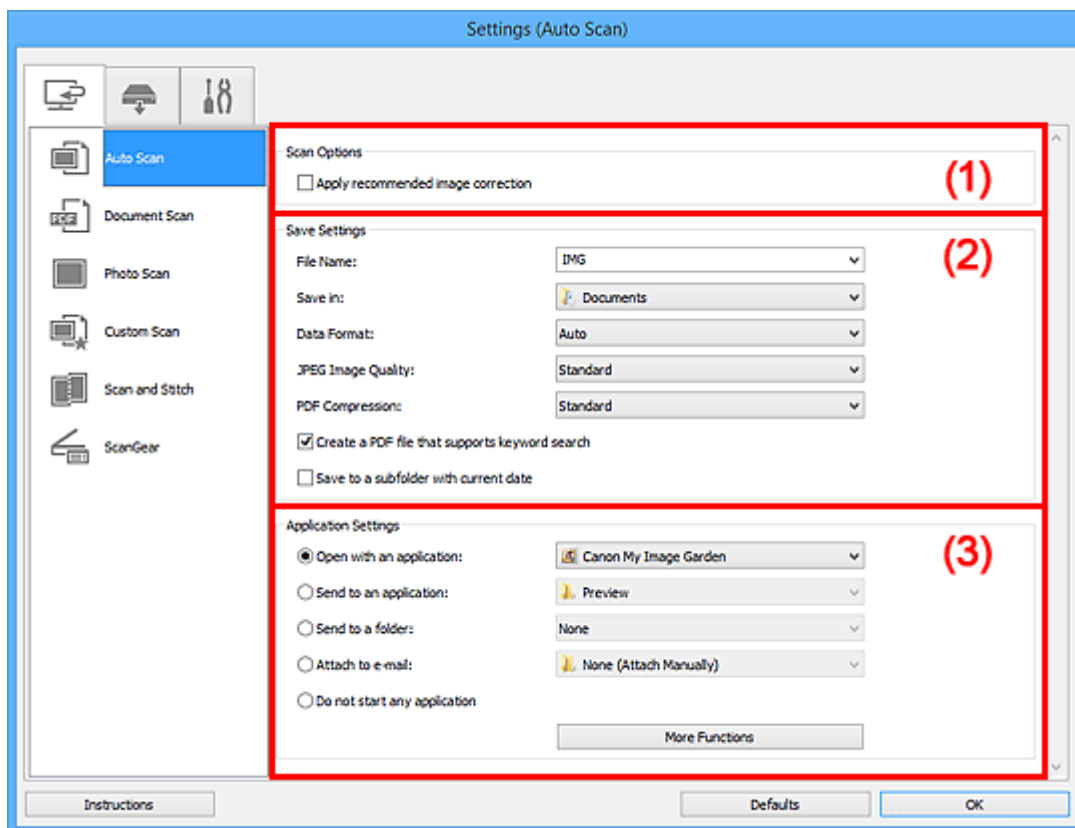 Settings (Auto Scan)
Auto Scan
Document Scan
Photo Scan
Custom Scan
Scan and Stitch
ScanGear
Scan Options
Apply recommended image correction
(1)
Save Settings
(2)
File Name: IMG
Save in: Documents
Data Format: Auto
JPEG Image Quality: Standard
PDF Compression: Standard
Create a PDF file that supports keyword search
Save to a subfolder with current date
Application Settings
(3)
Open with an application: Canon My Image Garden
Send to an application: Preview
Send to a folder: None
Attach to e-mail: None (Attach Manually)
Do not start any application
More Functions
Instructions Defaults OK